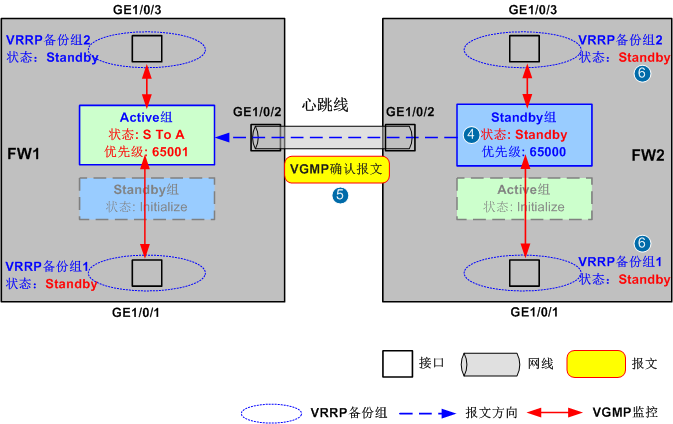 GE1/0/3
GE1/0/3
VRRP备份组2
状态：Standby
VRRP备份组2
状态：Standby
6
心跳线
GE1/0/2
GE1/0/2
Active组
状态: S To A
优先级: 65001
4
Standby组
状态: Standby
优先级: 65000
FW1
FW2
VGMP确认报文
5
Standby组
状态: Initialize
Active组
状态: Initialize
6
VRRP备份组1
状态：Standby
VRRP备份组1
状态：Standby
GE1/0/1
GE1/0/1
接口
网线
报文
VRRP备份组
报文方向
VGMP监控